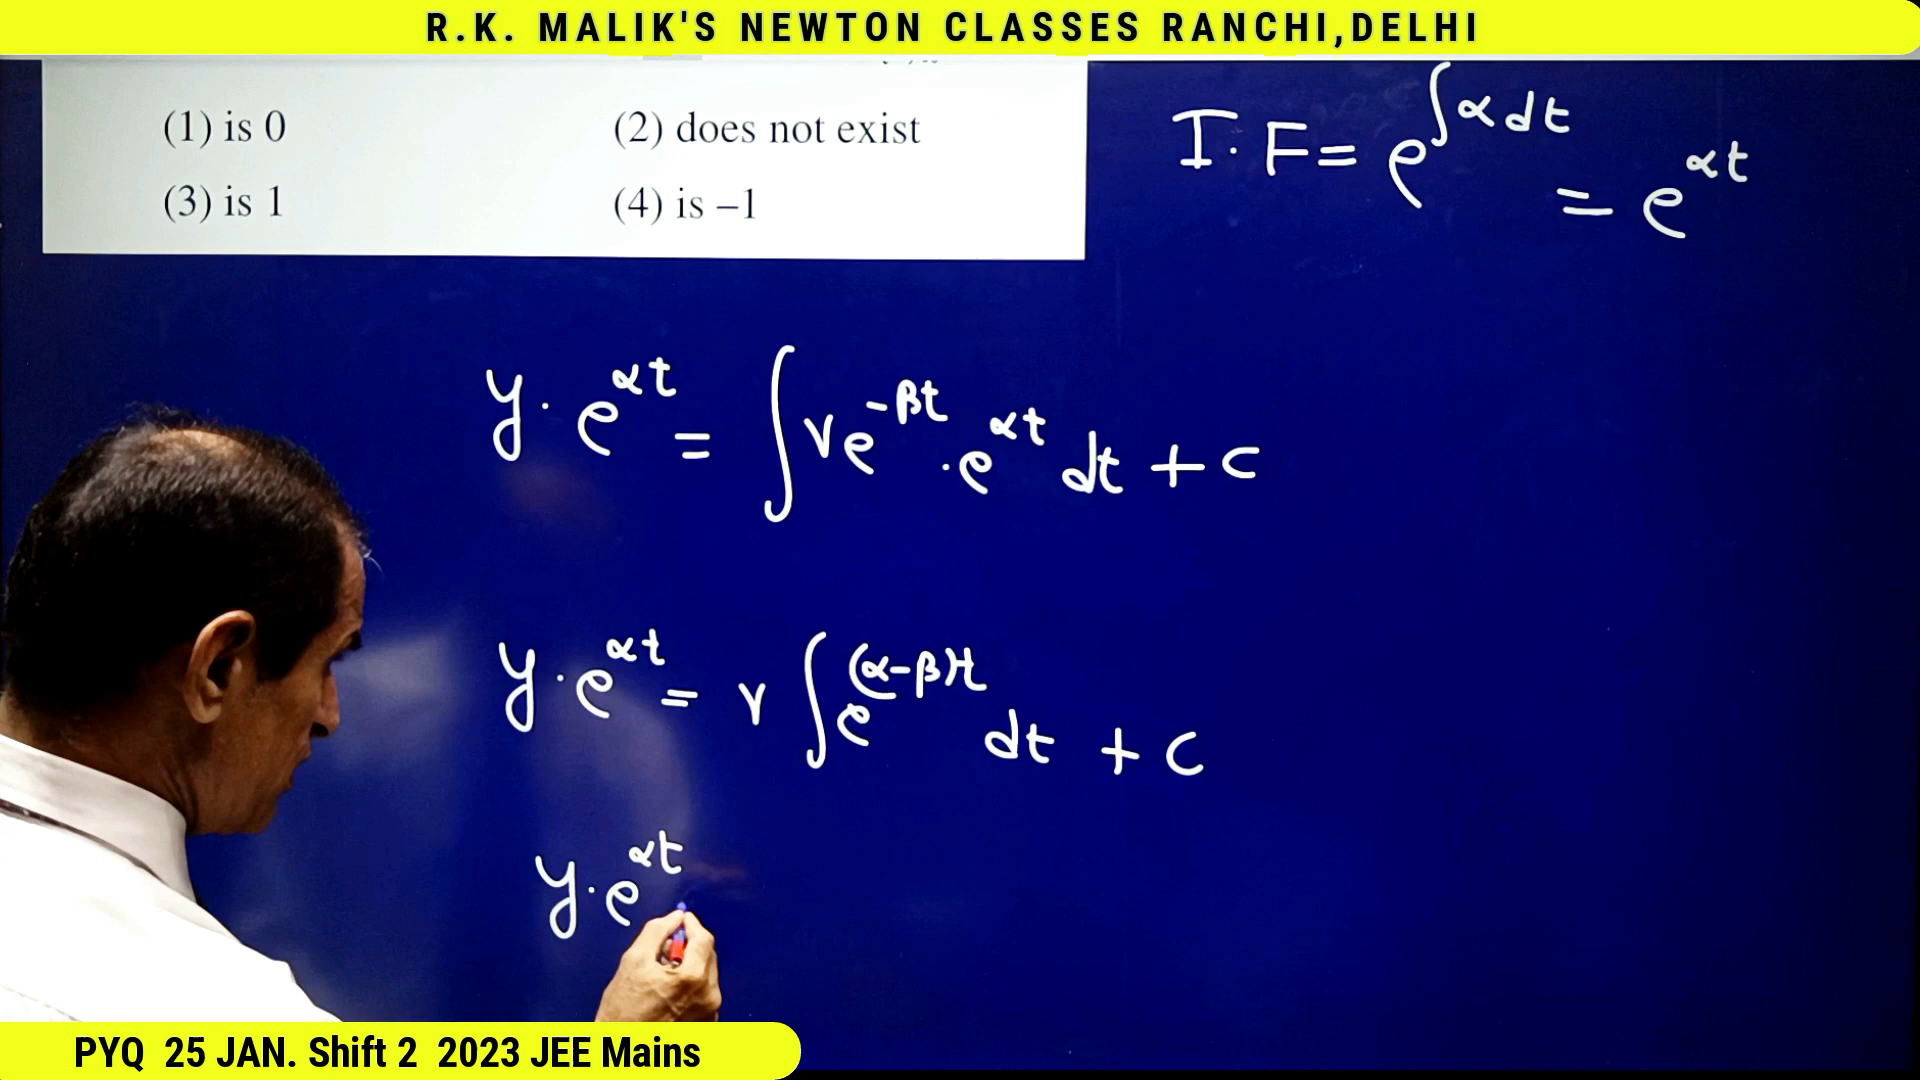 R.K. MALIK'S NEWTON CLASSES RANCHI,DELHI
(1) is 0 (2) does not exist
(3) is 1 (4) is –1
I.F = e^{∫α dt}
= e^{αt}
y·e^{αt} = ∫ γe^{-βt}·e^{αt} dt + c
y·e^{αt} = γ ∫ e^{(α-β)t} dt + c
y·e^{αt}
PYQ 25 JAN. Shift 2 2023 JEE Mains